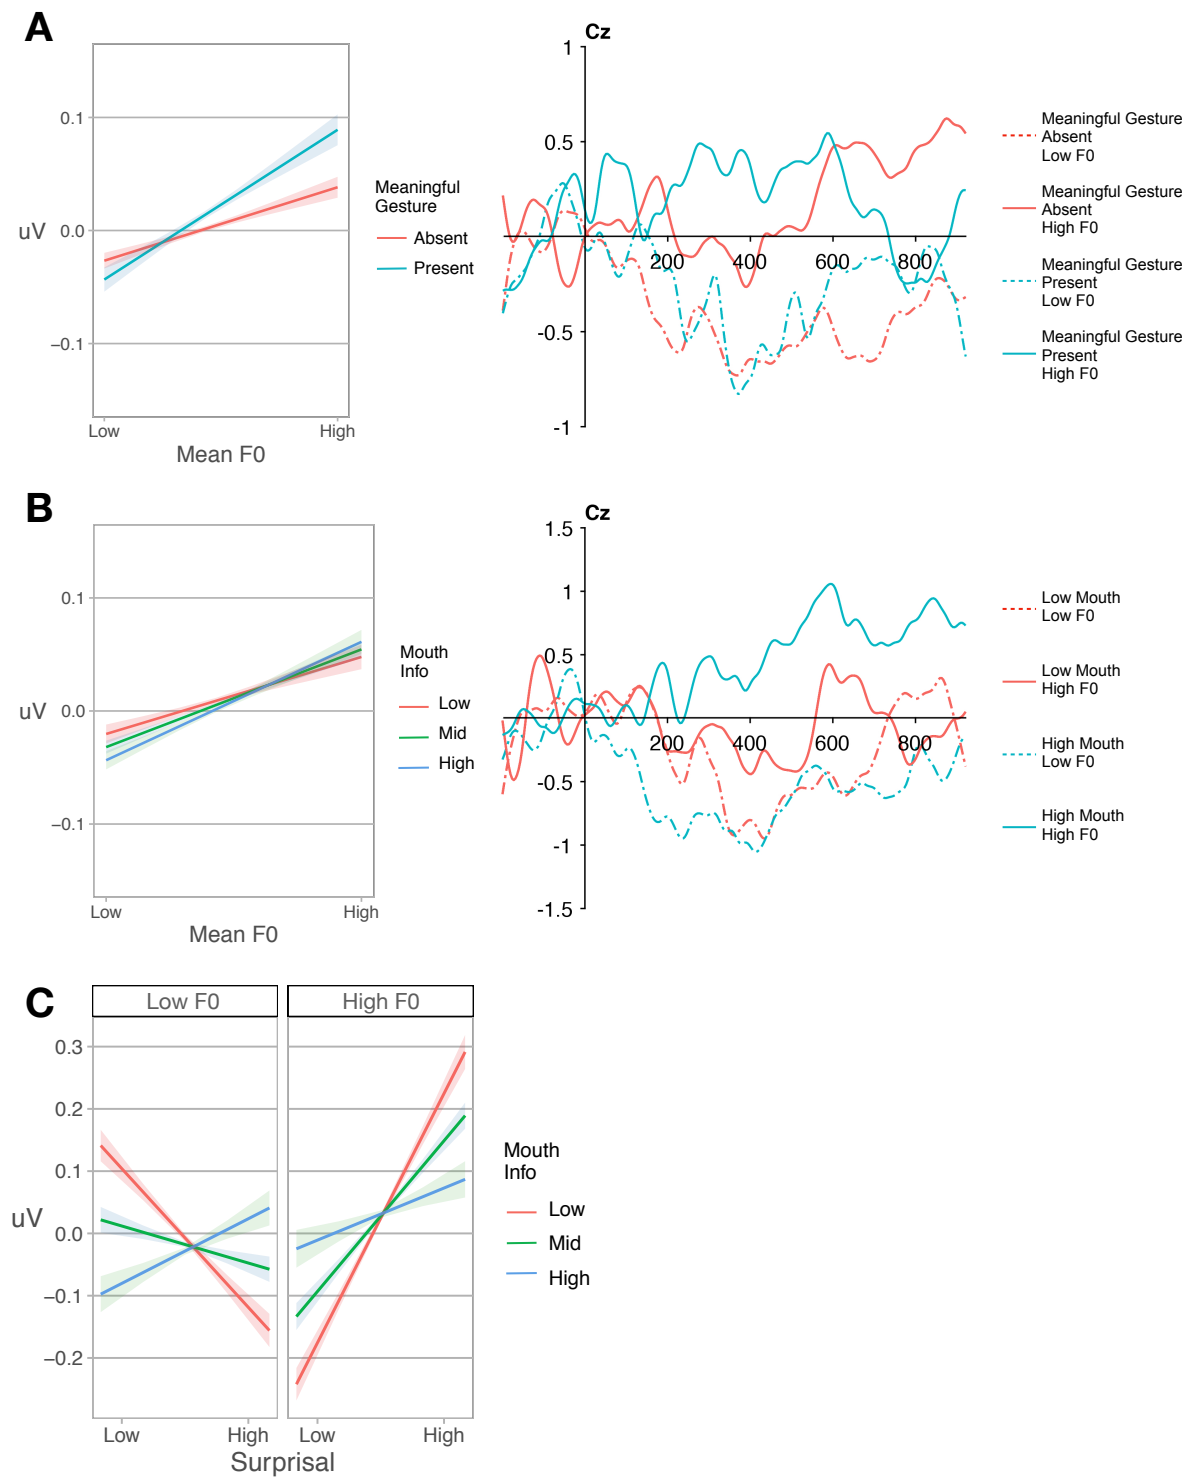 A
Cz
1
0.5
-0.5
-1
200
400
600
800
0.1
0.0
−0.1
uV
Low
High
Mean F0
Meaningful
Gesture
Absent
Present
Meaningful Gesture
Absent
Low F0
Meaningful Gesture
Absent
High F0
Meaningful Gesture
Present
Low F0
Meaningful Gesture
Present
High F0
B
Cz
1.5
1
0.5
-0.5
-1
-1.5
200
400
600
800
0.1
0.0
−0.1
uV
Low
High
Mean F0
Mouth
Info
Low
Mid
High
Low Mouth
Low F0
Low Mouth
High F0
High Mouth
Low F0
High Mouth
High F0
C
Low F0
High F0
0.3
0.2
0.1
0.0
−0.1
−0.2
uV
Low
High
Low
High
Surprisal
Mouth
Info
Low
Mid
High